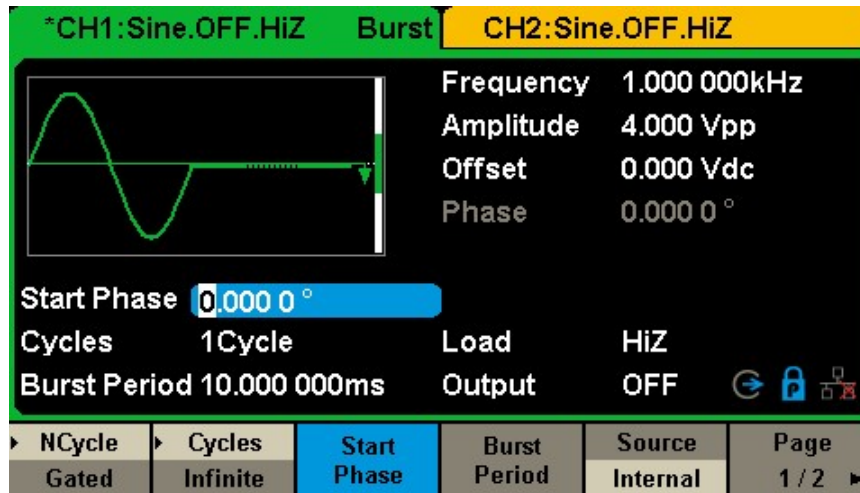 *CH1:Sine.OFF.HiZ Burst CH2:Sine.OFF.HiZ
Frequency 1.000 000kHz
Amplitude 4.000 Vpp
Offset 0.000 Vdc
Phase 0.000 0 °
Start Phase 0.000 0 °
Cycles 1Cycle Load HiZ
Burst Period 10.000 000ms Output OFF P
NCycle Cycles Start Burst Source Page
Gated Infinite Phase Period Internal 1/2